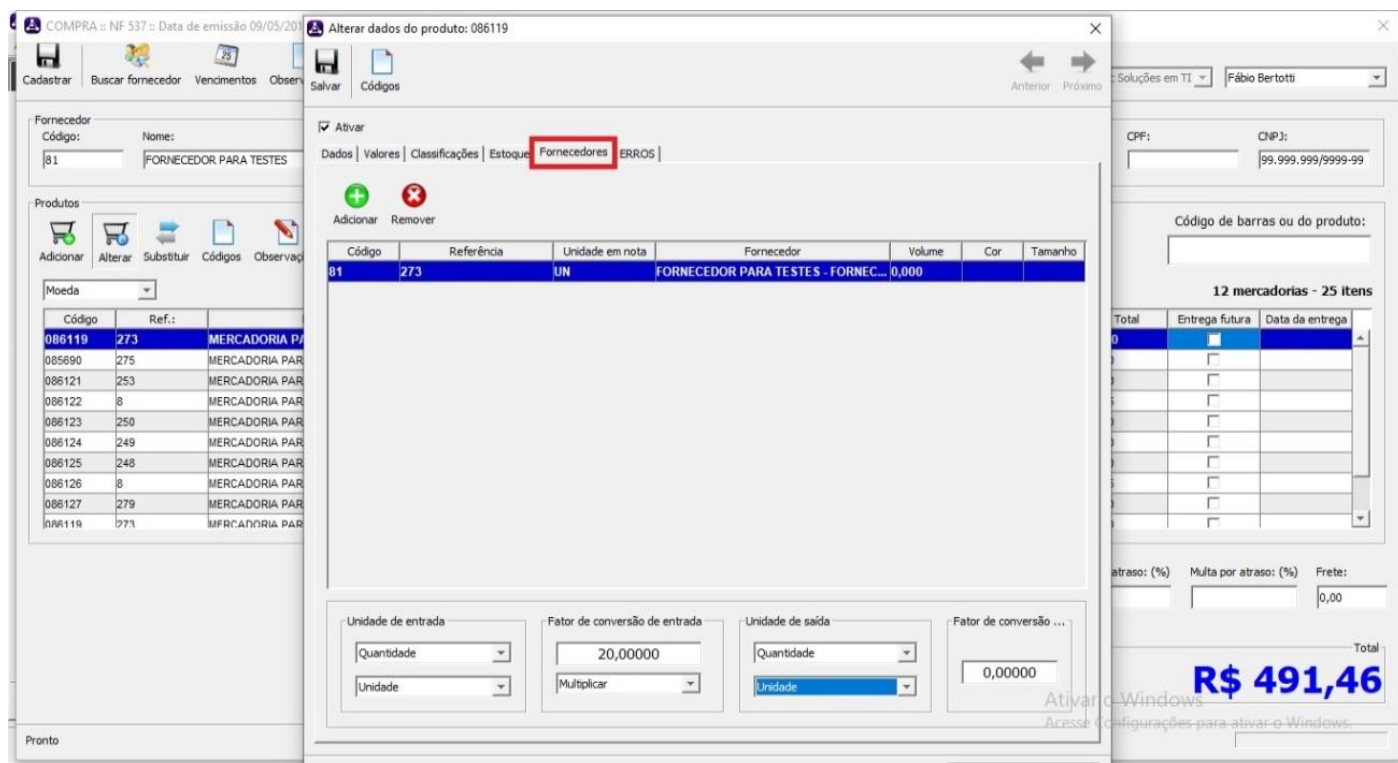 COMPRA :: NF 537 :: Data de emissão 09/05/201
Cadastrar Buscar fornecedor Vencimentos Observ
Soluções em TI Fábio Bertotti
Fornecedor
Código: Nome: CPF: CNPJ:
81 FORNECEDOR PARA TESTES 99.999.999/9999-99
Produtos
Adicionar Alterar Substituir Códigos Observaçã
Código de barras ou do produto:
Moeda
12 mercadorias - 25 itens
Código Ref.: Total Entrega futura Data da entrega
086119 273 MERCADORIA PA 0
085690 275 MERCADORIA PAR
086121 253 MERCADORIA PAR
086122 8 MERCADORIA PAR
086123 250 MERCADORIA PAR
086124 249 MERCADORIA PAR
086125 248 MERCADORIA PAR
086126 8 MERCADORIA PAR
086127 279 MERCADORIA PAR
086119 273 MERCADORIA PAR
atraso: (%) Multa por atraso: (%) Frete:
0,00
Total
R$ 491,46
Pronto
Alterar dados do produto: 086119
Salvar Códigos Anterior Próximo
Ativar
Dados Valores Classificações Estoque Fornecedores ERROS
Adicionar Remover
Código Referência Unidade em nota Fornecedor Volume Cor Tamanho
81 273 UN FORNECEDOR PARA TESTES - FORNEC... 0,000
Unidade de entrada Fator de conversão de entrada Unidade de saída Fator de conversão ...
Quantidade 20,00000 Quantidade 0,00000
Unidade Multiplicar Unidade
Ativar o Windows
Acesse Configurações para ativar o Windows.